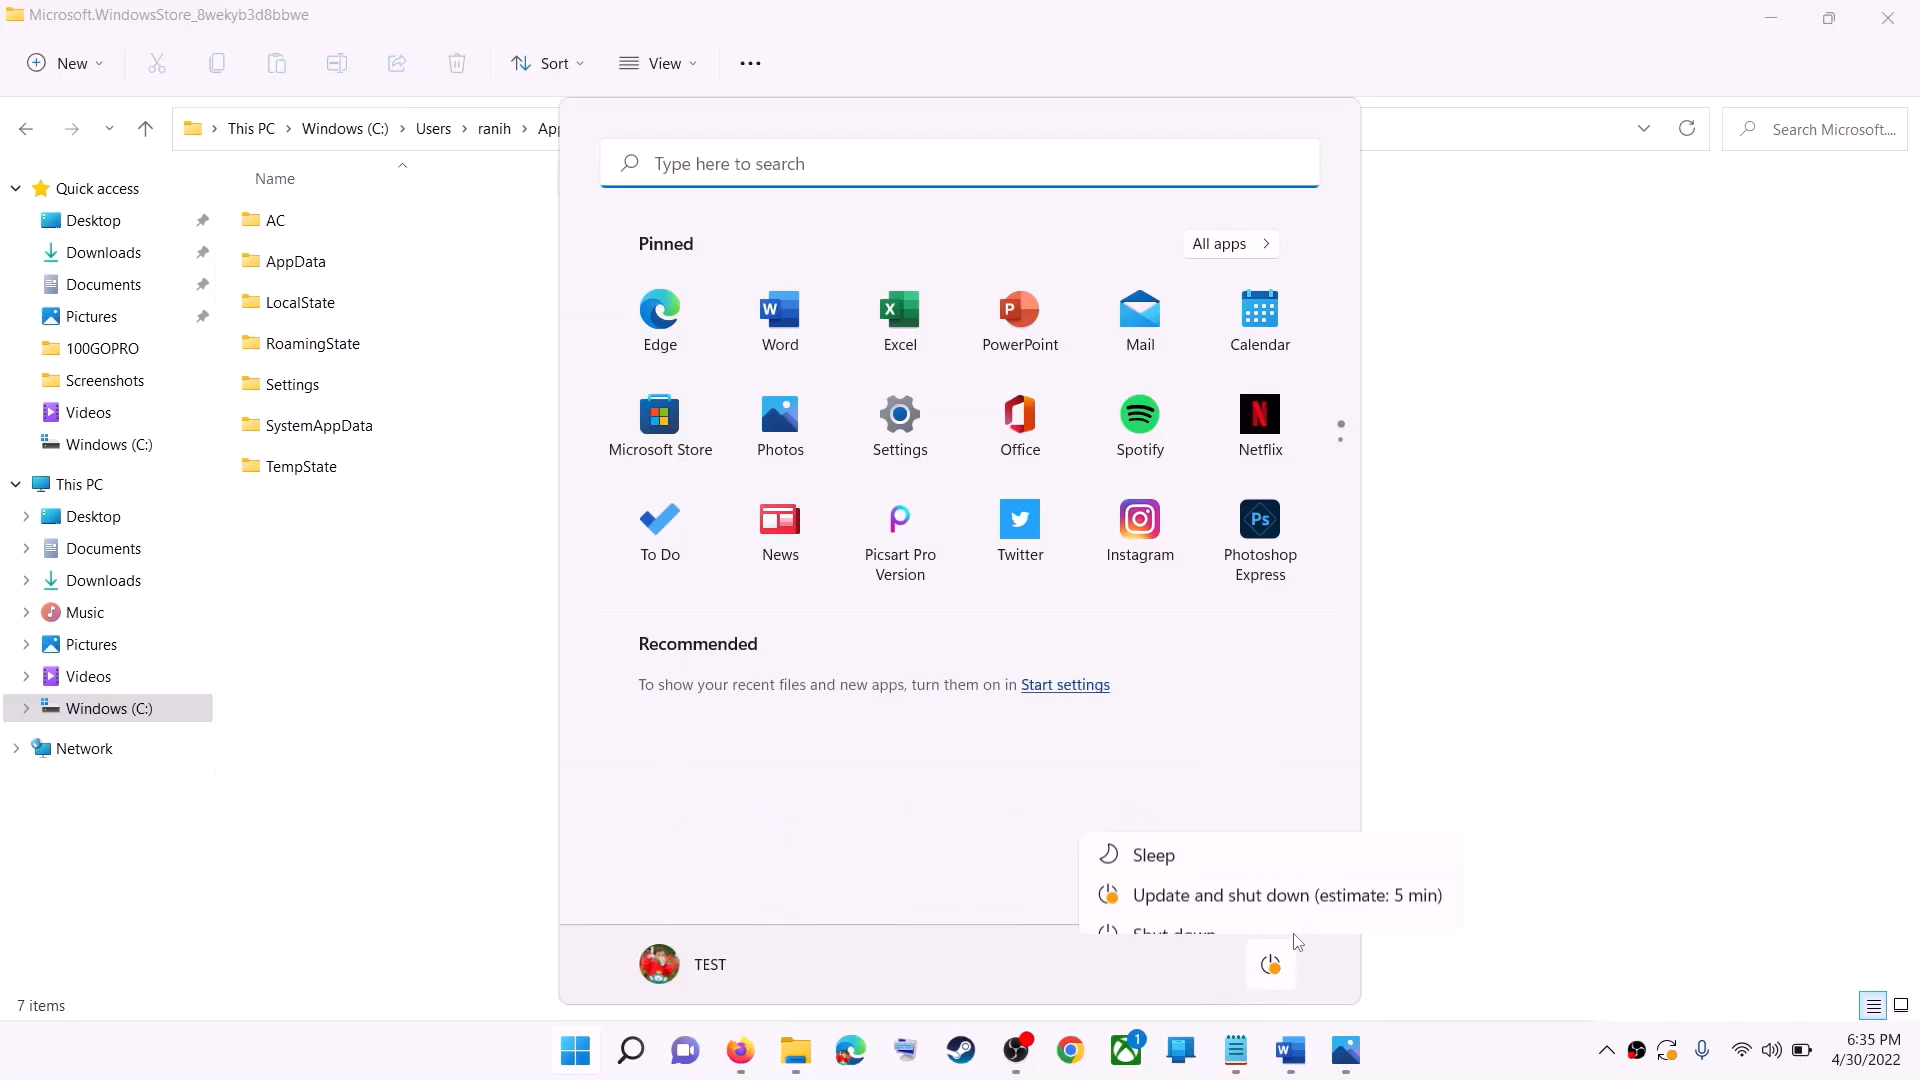 Microsoft.WindowsStore_8wekyb3d8bbwe
New
Sort
View
This PC
Windows (C:)
Users
ranih
App
Search Microsoft....
Quick access
Desktop
Downloads
Documents
Pictures
100GOPRO
Screenshots
Videos
Windows (C:)
This PC
Desktop
Documents
Downloads
Music
Pictures
Videos
Windows (C:)
Network
Name
AC
AppData
LocalState
RoamingState
Settings
SystemAppData
TempState
Type here to search
Pinned
All apps
Edge
Word
Excel
PowerPoint
Mail
Calendar
Microsoft Store
Photos
Settings
Office
Spotify
Netflix
To Do
News
Picsart Pro
Version
Twitter
Instagram
Photoshop
Express
Recommended
To show your recent files and new apps, turn them on in Start settings
Sleep
Update and shut down (estimate: 5 min)
Shut down
TEST
7 items
1
6:35 PM
4/30/2022